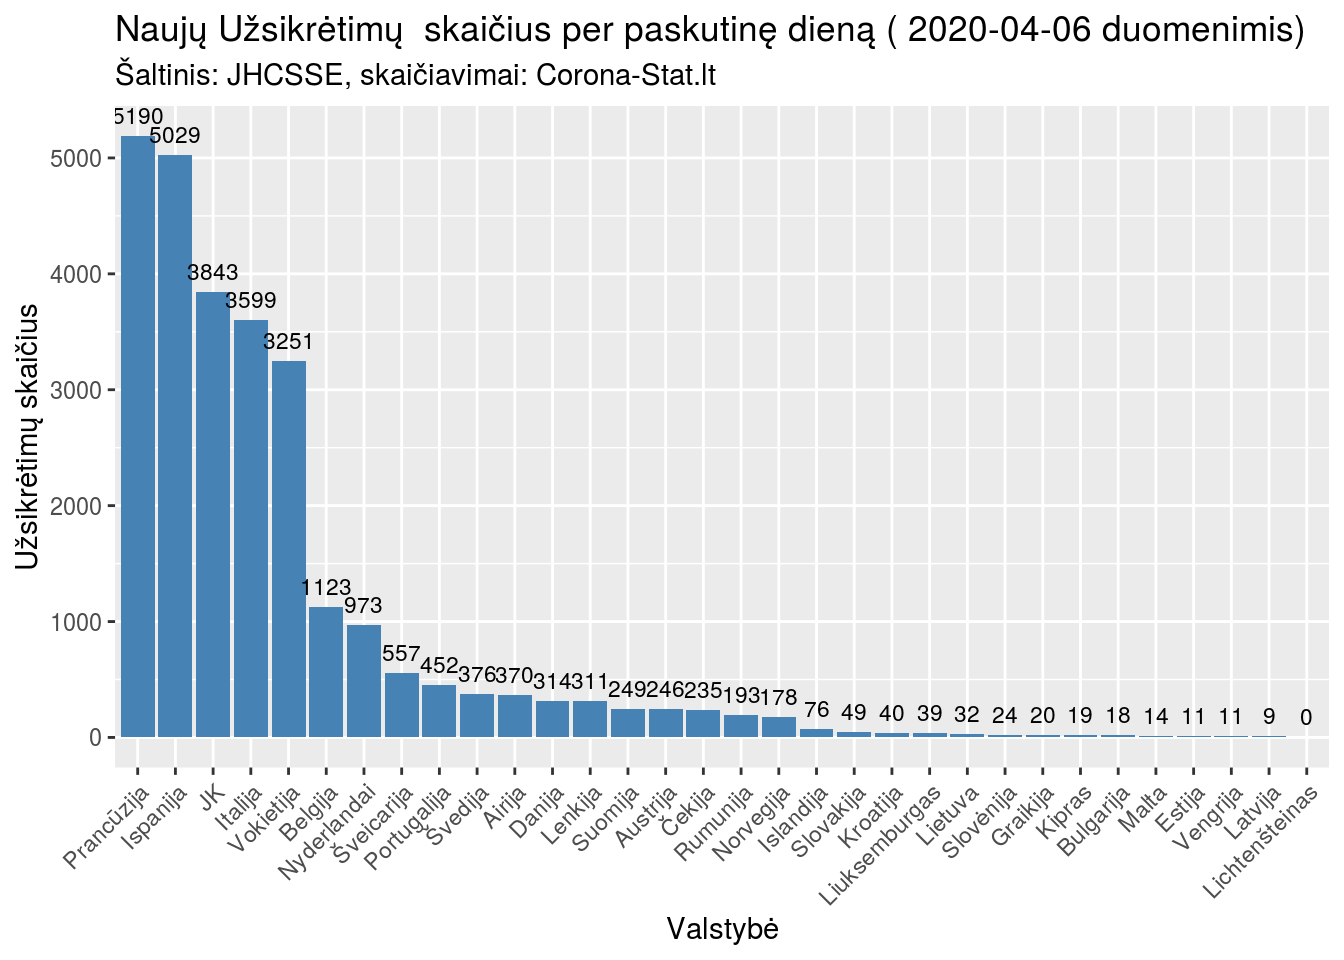 Naujų Užsikrėtimų  skaičius per paskutinę dieną ( 2020-04-06 duomenimis)
Šaltinis: JHCSSE, skaičiavimai: Corona-Stat.lt
Užsikrėtimų skaičius
5000
4000
3000
2000
1000
0
5190
5029
3843
3599
3251
1123
973
557
452
376
370
314
311
249
246
235
193
178
76
49
40
39
32
24
20
19
18
14
11
11
9
0
Prancūzija
Ispanija
JK
Italija
Vokietija
Belgija
Nyderlandai
Šveicarija
Portugalija
Švedija
Airija
Danija
Lenkija
Suomija
Austrija
Čekija
Rumunija
Norvegija
Islandija
Slovakija
Kroatija
Liuksemburgas
Lietuva
Slovėnija
Graikija
Kipras
Bulgarija
Malta
Estija
Vengrija
Latvija
Lichtenšteinas
Valstybė